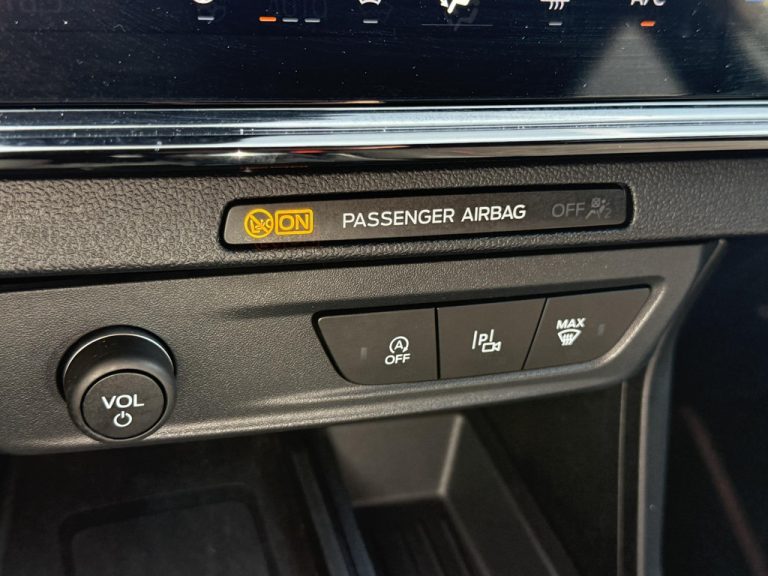 A/C
ON PASSENGER AIRBAG OFF
A
OFF
P
MAX
VOL